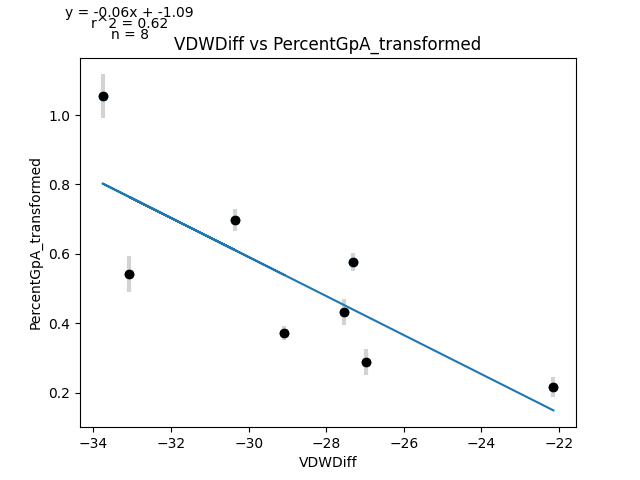 y = -0.06x + -1.09
r^2 = 0.62
n = 8
VDWDiff vs PercentGpA_transformed
PercentGpA_transformed
1.0
0.8
0.6
0.4
0.2
−34 −32 −30 −28 −26 −24 −22
VDWDiff